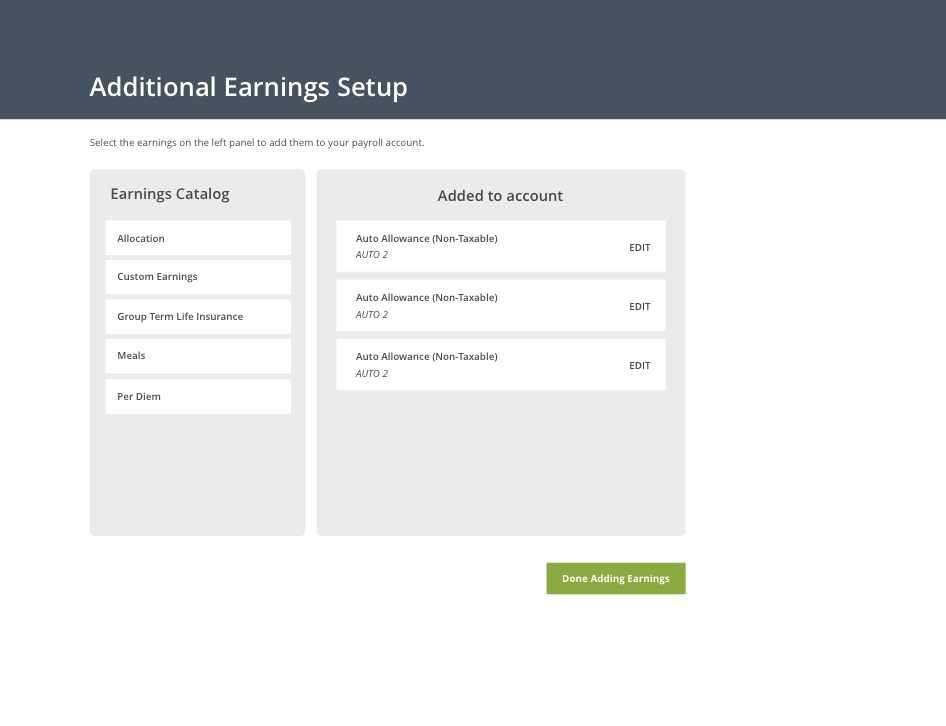 Additional Earnings Setup
Select the earnings on the left panel to add them to your payroll account.
Earnings Catalog
Allocation
Custom Earnings
Group Term Life Insurance
Meals
Per Diem
Added to account
Auto Allowance (Non-Taxable)
AUTO 2
EDIT
Auto Allowance (Non-Taxable)
AUTO 2
EDIT
Auto Allowance (Non-Taxable)
AUTO 2
EDIT
Done Adding Earnings